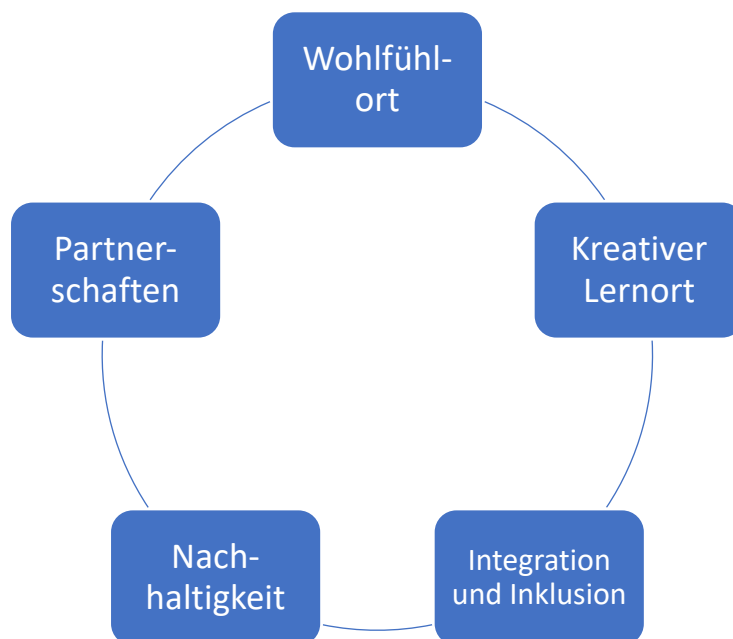 Wohlfühl-
ort
Kreativer
Lernort
Integration
und Inklusion
Nach-
haltigkeit
Partner-
schaften